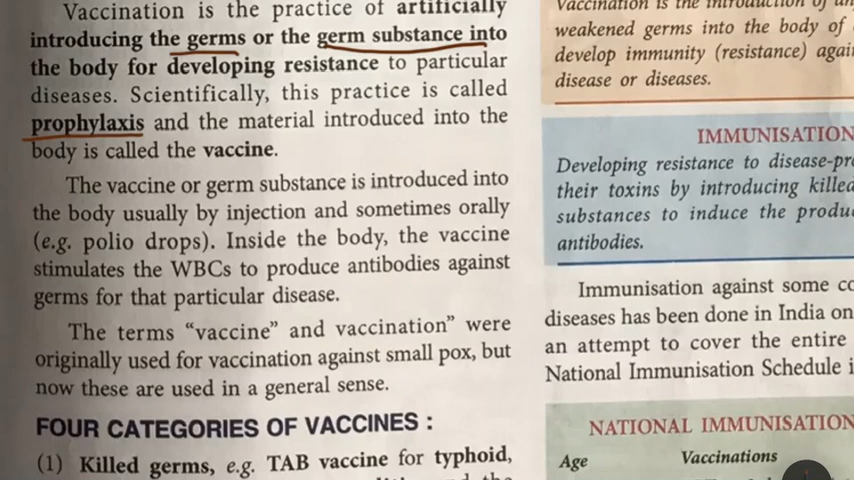 Vaccination is the practice of artificially
introducing the germs or the germ substance into
the body for developing resistance to particular
diseases. Scientifically, this practice is called
prophylaxis and the material introduced into the
body is called the vaccine.
The vaccine or germ substance is introduced into
the body usually by injection and sometimes orally
(e.g. polio drops). Inside the body, the vaccine
stimulates the WBCs to produce antibodies against
germs for that particular disease.
The terms “vaccine” and vaccination” were
originally used for vaccination against small pox, but
now these are used in a general sense.
FOUR CATEGORIES OF VACCINES :
(1) Killed germs, e.g. TAB vaccine for typhoid,
Vaccination is the introduction of
weakened germs into the body of
develop immunity (resistance)
disease or diseases.
IMMUNISATION
Developing resistance to
their toxins by introducing killed
substances to induce the
antibodies.
Immunisation against some
diseases has been done in India on
an attempt to cover the entire
National Immunisation Schedule
NATIONAL IMMUNISATION
Age Vaccinations